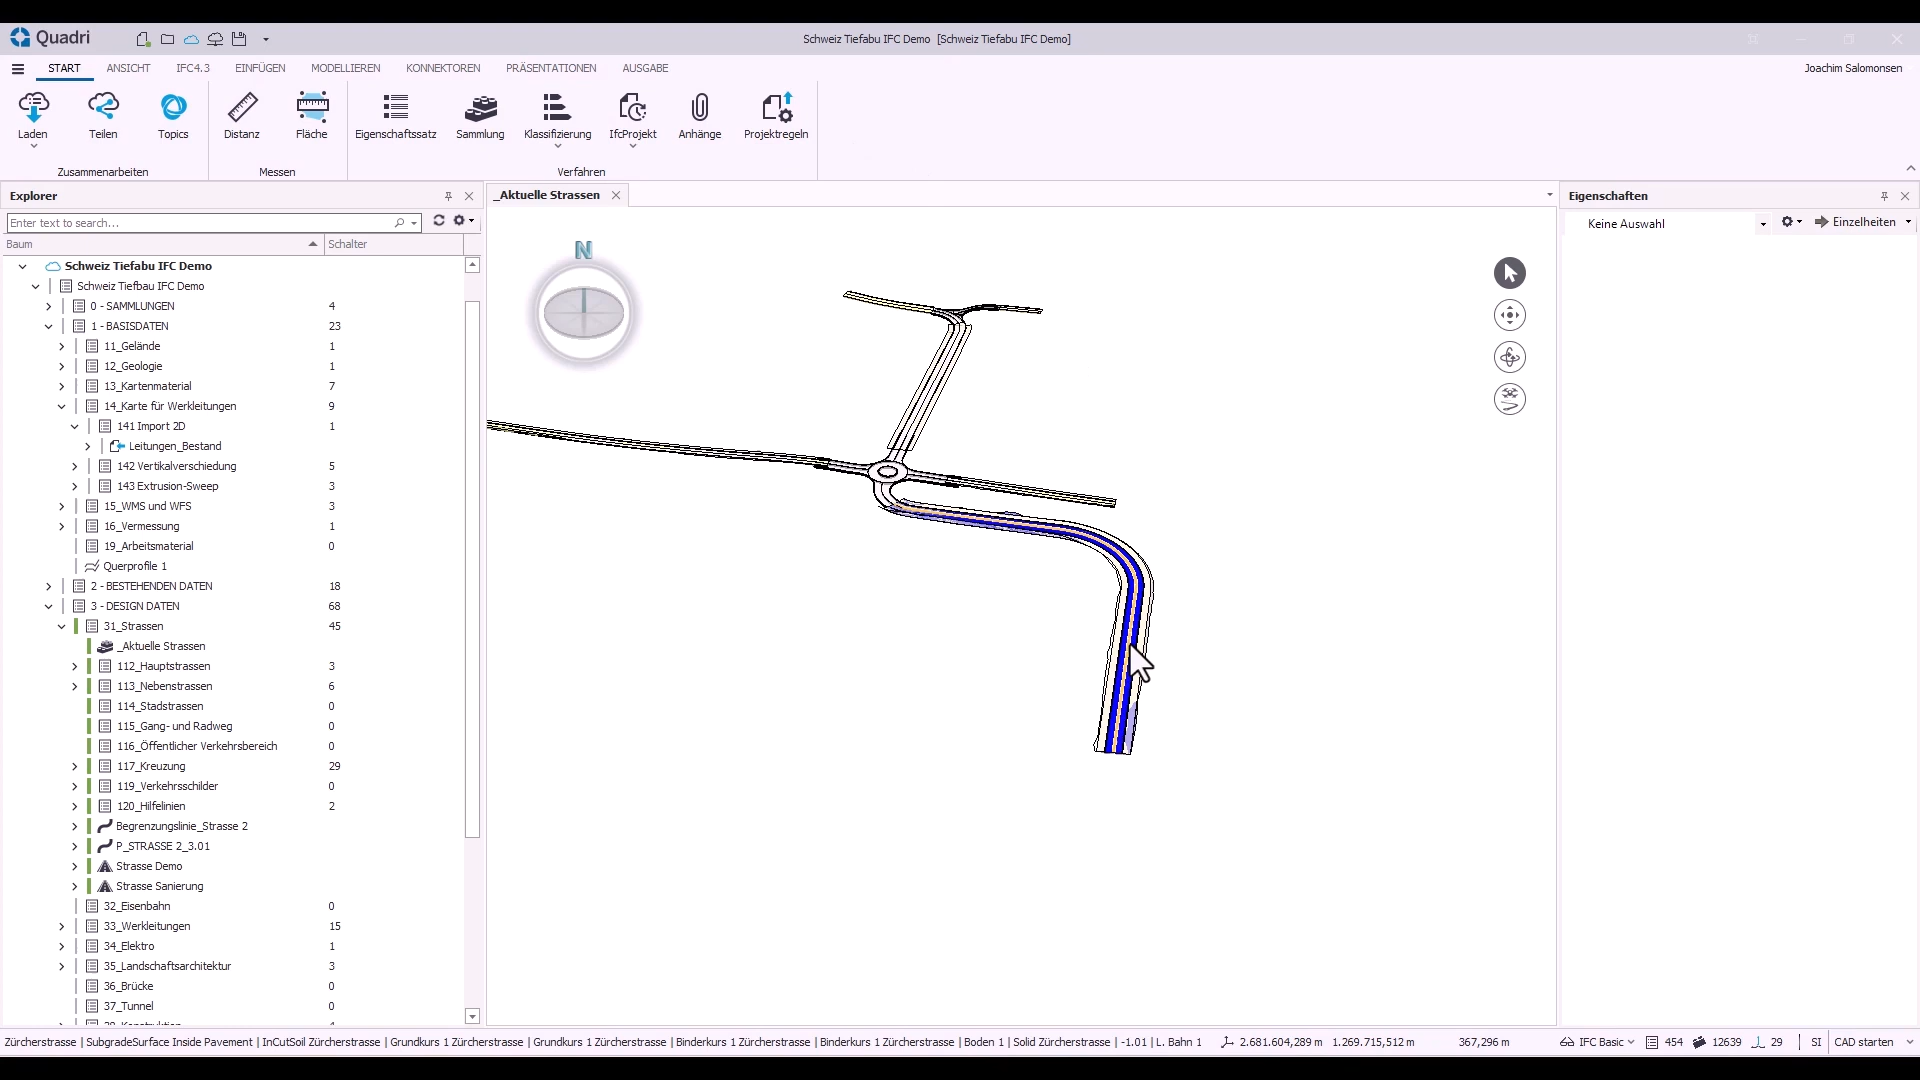 Quadri
Schweiz Tiefabu IFC Demo [Schweiz Tiefabu IFC Demo]
START ANSICHT IFC4.3 EINFÜGEN MODELLIEREN KONNEKTOREN PRÄSENTATIONEN AUSGABE
Joachim Salomonsen
Laden Teilen Topics Distanz Fläche Eigenschaftssatz Sammlung Klassifizierung IfcProjekt Anhänge Projektregeln
Zusammenarbeiten Messen Verfahren
Explorer
_Aktuelle Strassen
Eigenschaften
Enter text to search...
Keine Auswahl
Einzelheiten
Baum Schalter
N
Schweiz Tiefabu IFC Demo
Schweiz Tiefbau IFC Demo
0 - SAMMLUNGEN 4
1 - BASISDATEN 23
11_Gelände 1
12_Geologie 1
13_Kartenmaterial 7
14_Karte für Werkleitungen 9
141 Import 2D 1
Leitungen_Bestand
142 Vertikalverschiedung 5
143 Extrusion-Sweep 3
15_WMS und WFS 3
16_Vermessung 1
19_Arbeitsmaterial 0
Querprofile 1
2 - BESTEHENDEN DATEN 18
3 - DESIGN DATEN 68
31_Strassen 45
_Aktuelle Strassen
112_Hauptstrassen 3
113_Nebenstrassen 6
114_Stadstrassen 0
115_Gang- und Radweg 0
116_Öffentlicher Verkehrsbereich 0
117_Kreuzung 29
119_Verkehrsschilder 0
120_Hilfelinien 2
Begrenzungslinie_Strasse 2
P_STRASSE 2_3.01
Strasse Demo
Strasse Sanierung
32_Eisenbahn 0
33_Werkleitungen 15
34_Elektro 1
35_Landschaftsarchitektur 3
36_Brücke 0
37_Tunnel 0
Zürcherstrasse | SubgradeSurface Inside Pavement | InCutSoil Zürcherstrasse | Grundkurs 1 Zürcherstrasse | Grundkurs 1 Zürcherstrasse | Binderkurs 1 Zürcherstrasse | Binderkurs 1 Zürcherstrasse | Boden 1 | Solid Zürcherstrasse | -1.01 | L. Bahn 1 2.681.604,289 m 1.269.715,512 m 367,296 m IFC Basic 454 12639 29 SI CAD starten